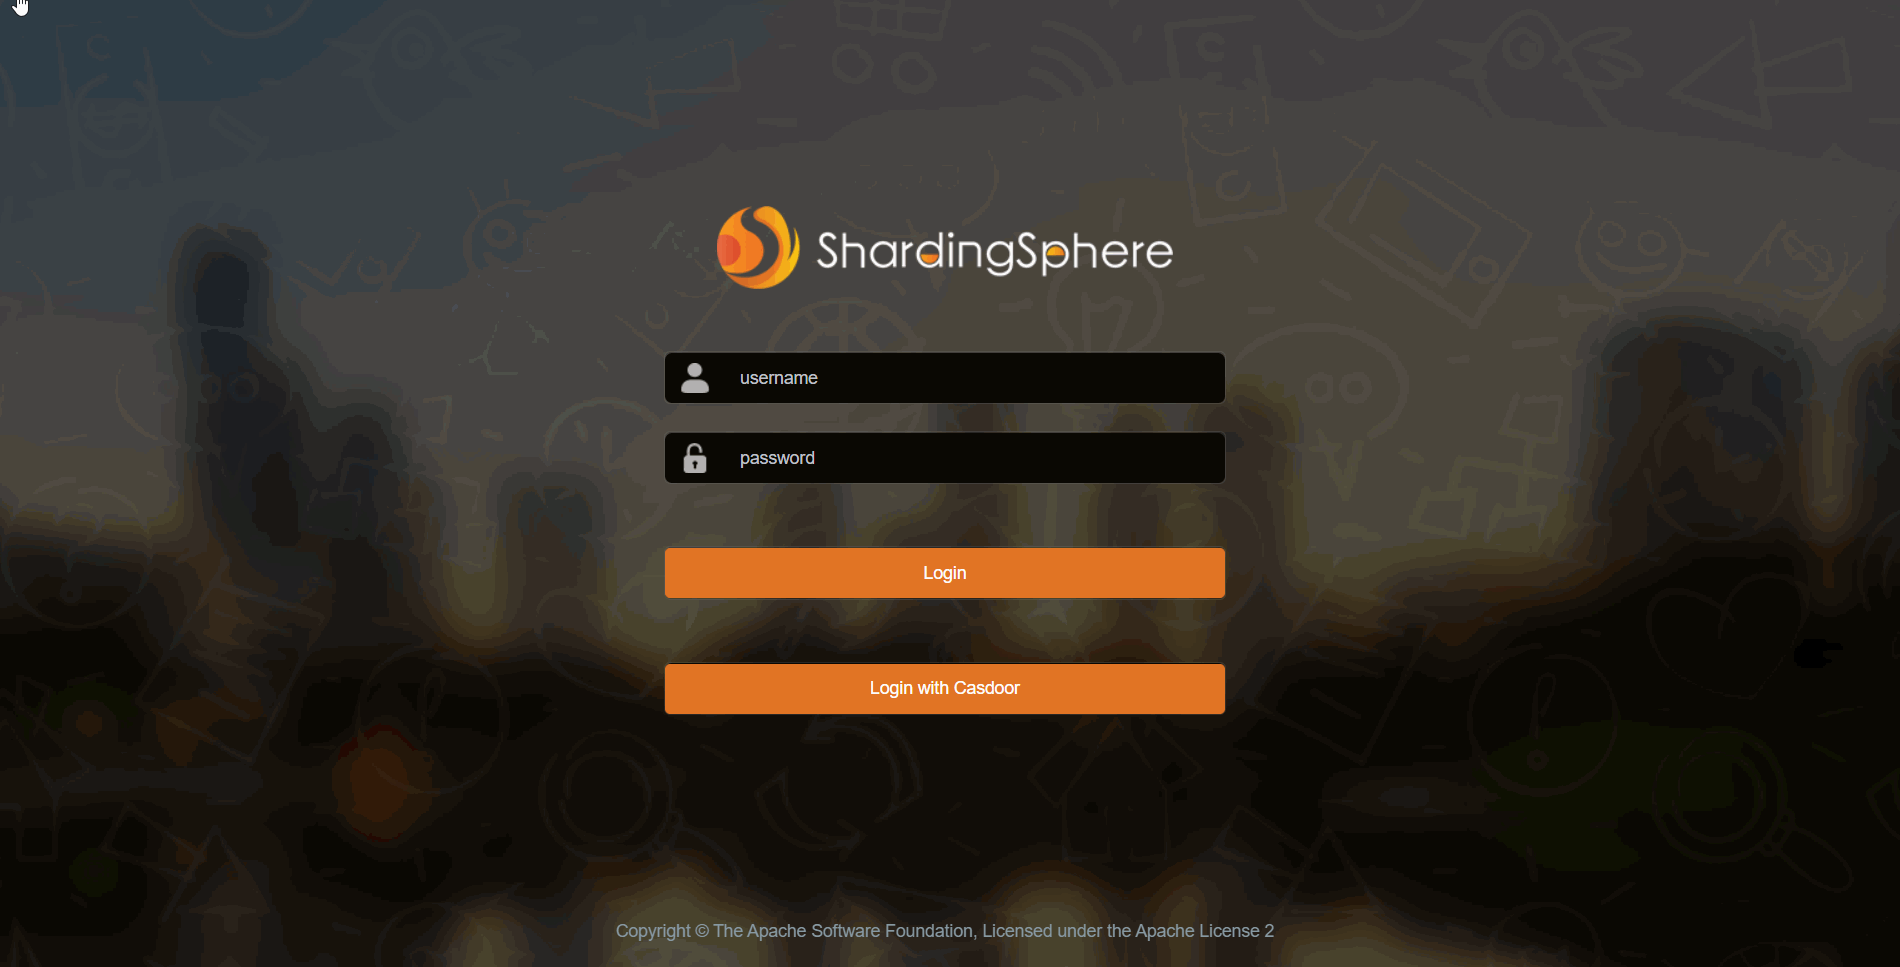 ShardingSphere
username
password
Login
Login with Casdoor
Copyright © The Apache Software Foundation, Licensed under the Apache License 2